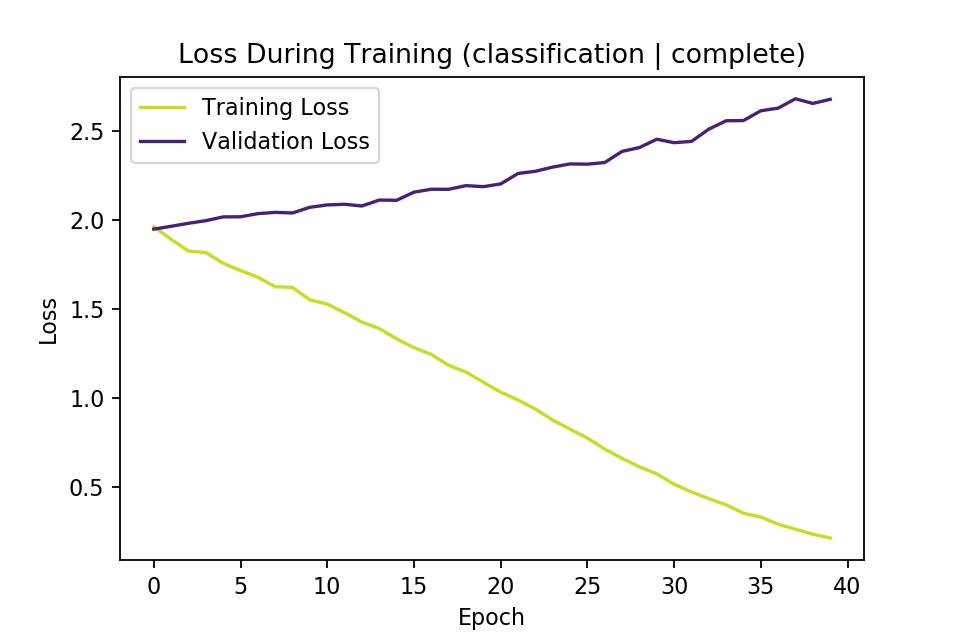 Loss During Training (classification | complete)
Training Loss
Validation Loss
2.5
2.0
1.5
1.0
0.5
Loss
0 5 10 15 20 25 30 35 40
Epoch